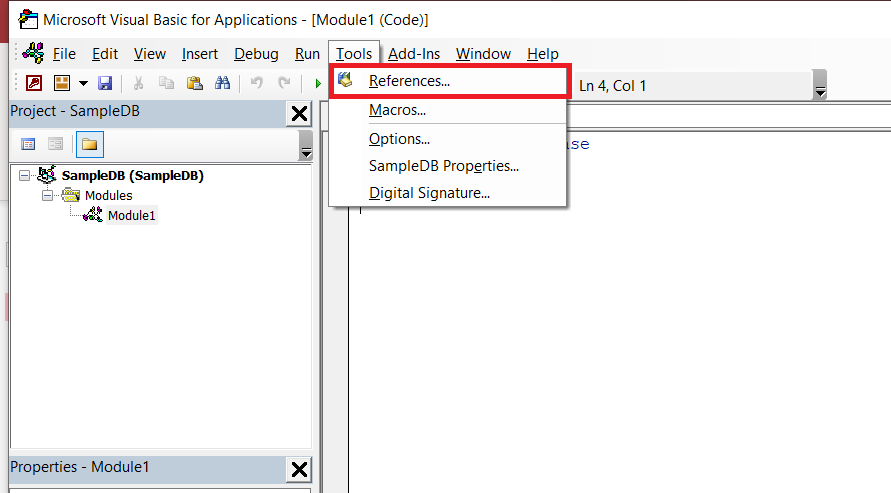 Microsoft Visual Basic for Applications - [Module1 (Code)]
File Edit View Insert Debug Run Tools Add-Ins Window Help
Ln 4, Col 1
References...
Macros...
Options...
SampleDB Properties...
Digital Signature...
Project - SampleDB
SampleDB (SampleDB)
Modules
Module1
Properties - Module1